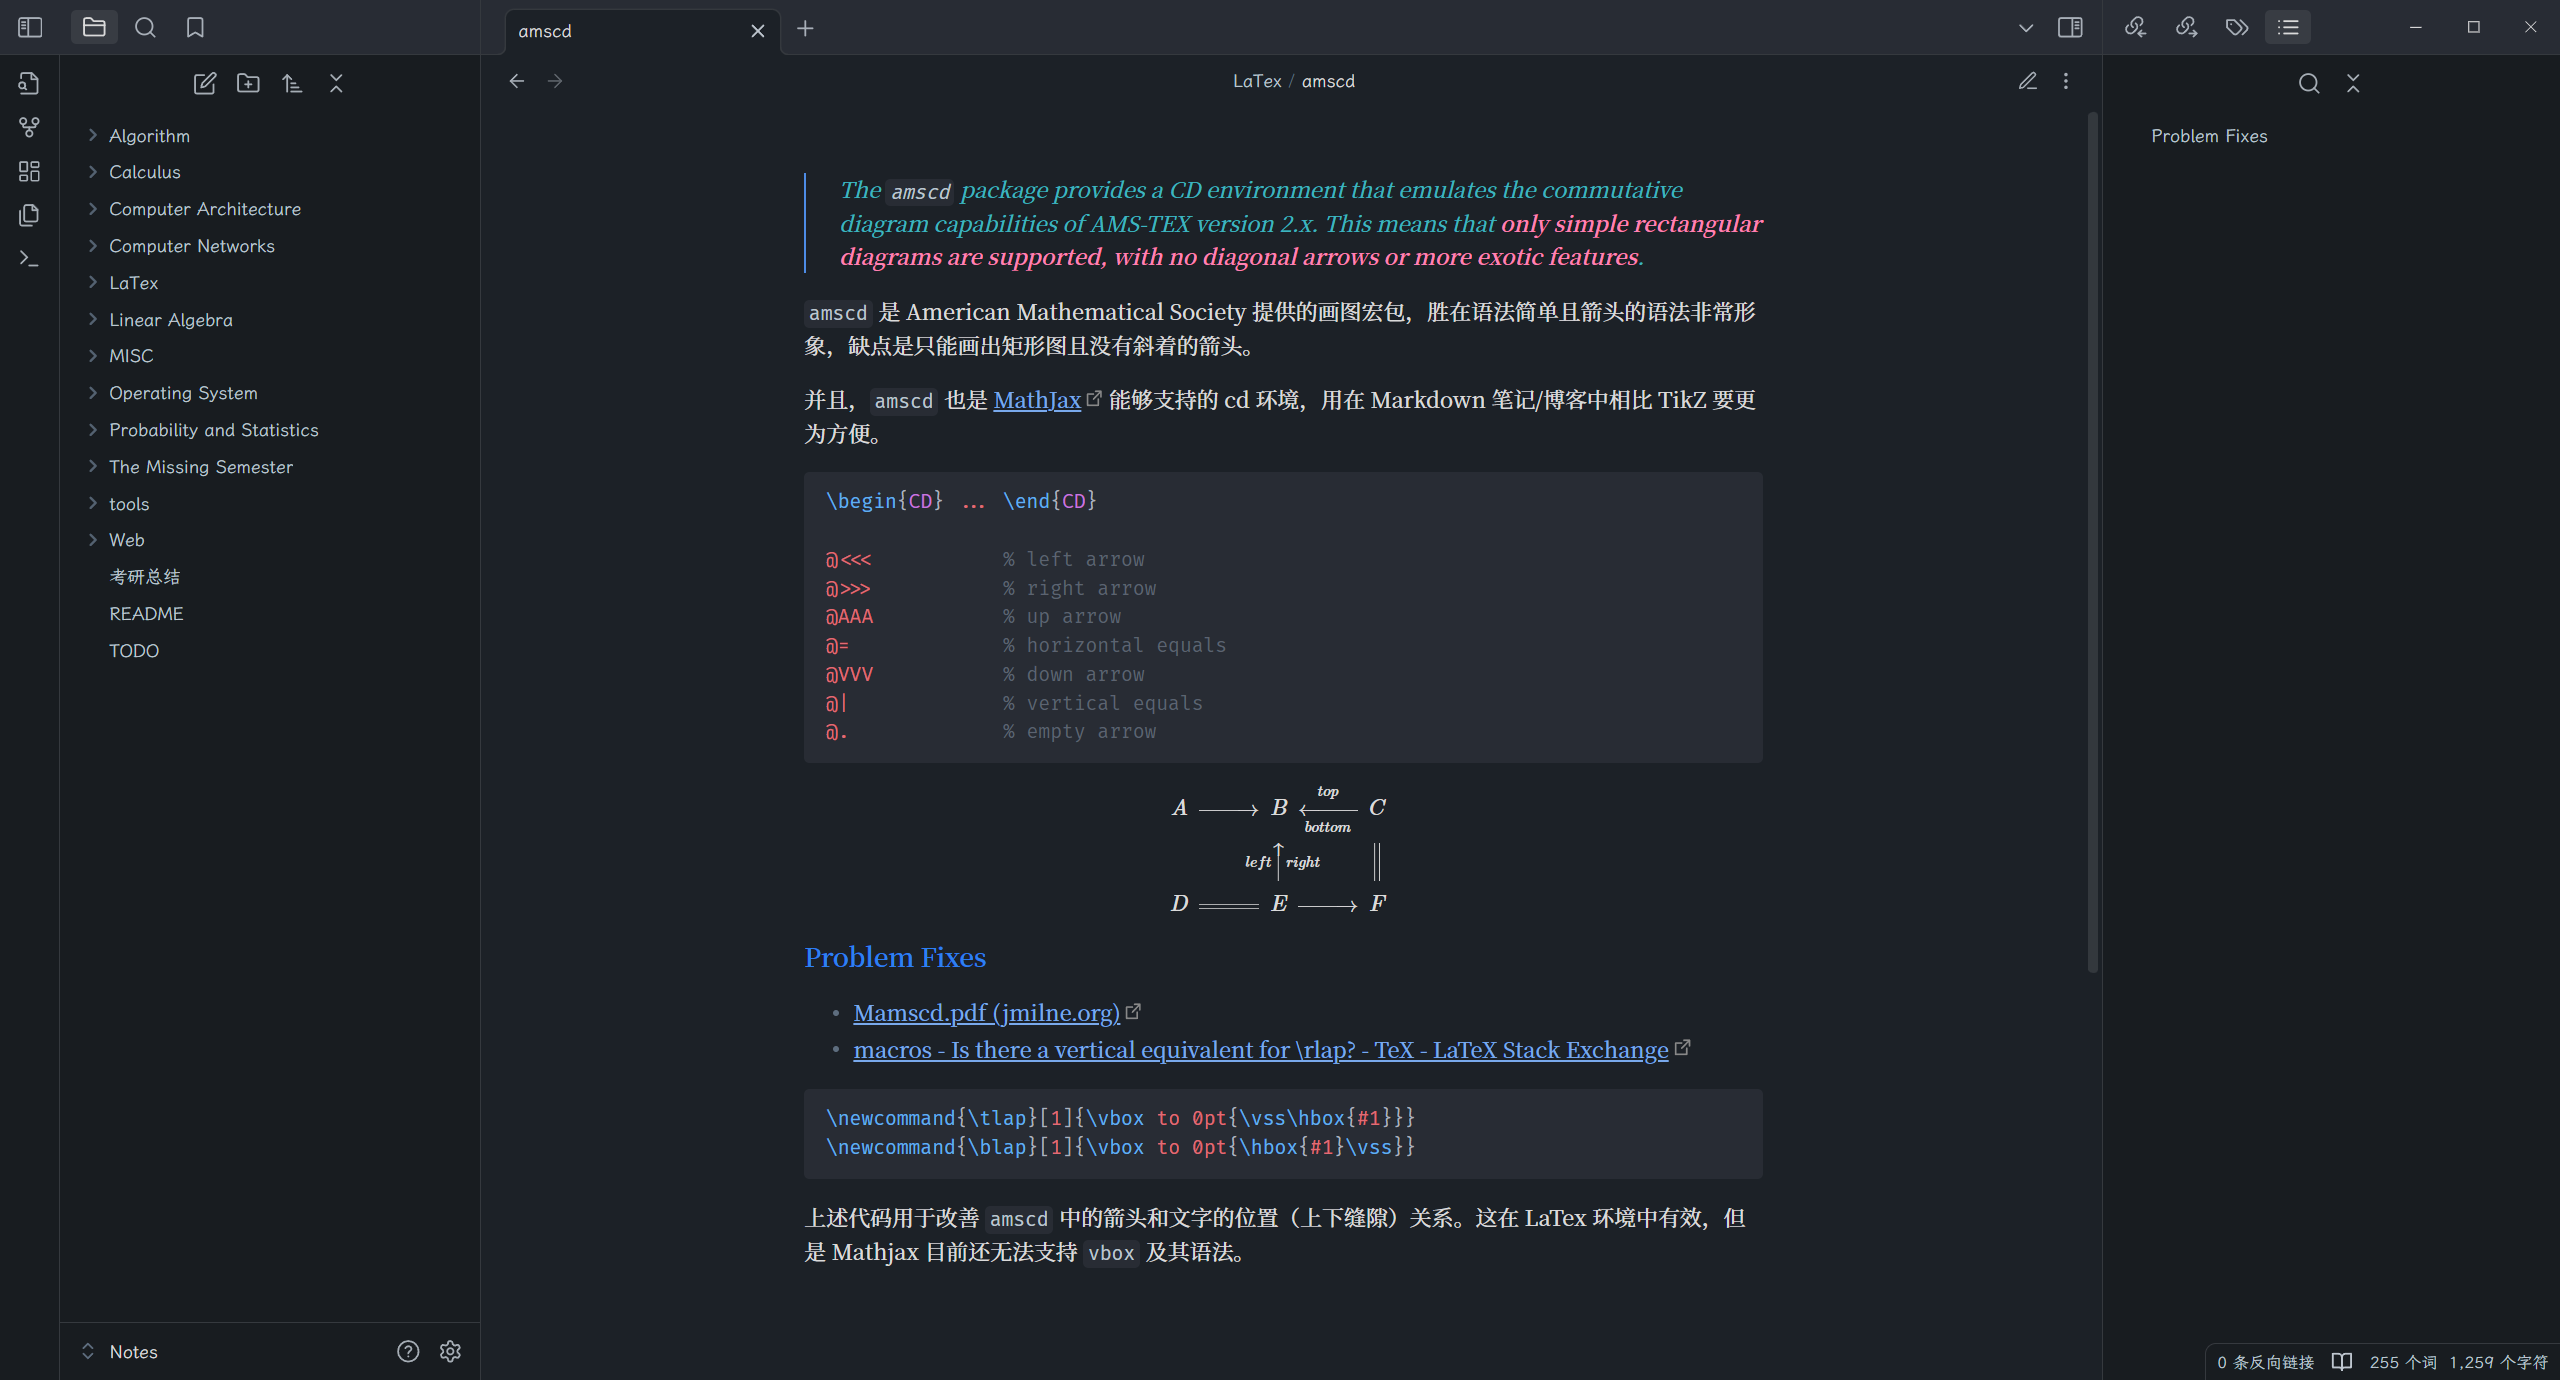 amscd
LaTex / amscd
Algorithm
Calculus
Computer Architecture
Computer Networks
LaTex
Linear Algebra
MISC
Operating System
Probability and Statistics
The Missing Semester
tools
Web
考研总结
README
TODO
Notes
The amscd package provides a CD environment that emulates the commutative
diagram capabilities of AMS-TEX version 2.x. This means that only simple rectangular
diagrams are supported, with no diagonal arrows or more exotic features.
amscd 是 American Mathematical Society 提供的画图宏包，胜在语法简单且箭头的语法非常形
象，缺点是只能画出矩形图且没有斜着的箭头。
并且，amscd 也是 MathJax 能够支持的 cd 环境，用在 Markdown 笔记/博客中相比 TikZ 要更
为方便。
\begin{CD} ... \end{CD}
@<<< % left arrow
@>>> % right arrow
@AAA % up arrow
@= % horizontal equals
@VVV % down arrow
@| % vertical equals
@. % empty arrow
top
A B C
bottom
left right
D E F
Problem Fixes
Mamscd.pdf (jmilne.org)
macros - Is there a vertical equivalent for \rlap? - TeX - LaTeX Stack Exchange
\newcommand{\tlap}[1]{\vbox to 0pt{\vss\hbox{#1}}}
\newcommand{\blap}[1]{\vbox to 0pt{\hbox{#1}\vss}}
上述代码用于改善 amscd 中的箭头和文字的位置（上下缝隙）关系。这在 LaTex 环境中有效，但
是 Mathjax 目前还无法支持 vbox 及其语法。
Problem Fixes
0 条反向链接 255 个词 1,259 个字符